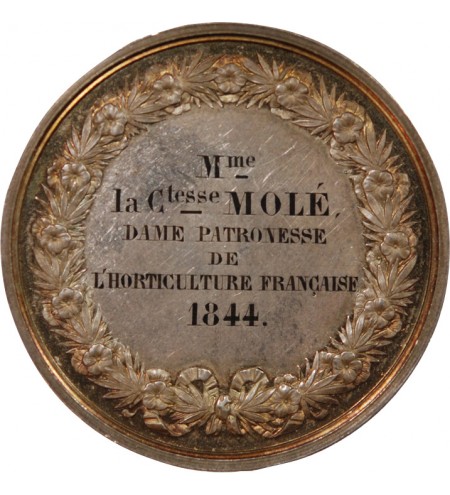 Mme
la Ctesse MOLÉ,
DAME PATRONESSE
DE
L'HORTICULTURE FRANÇAISE
1844.